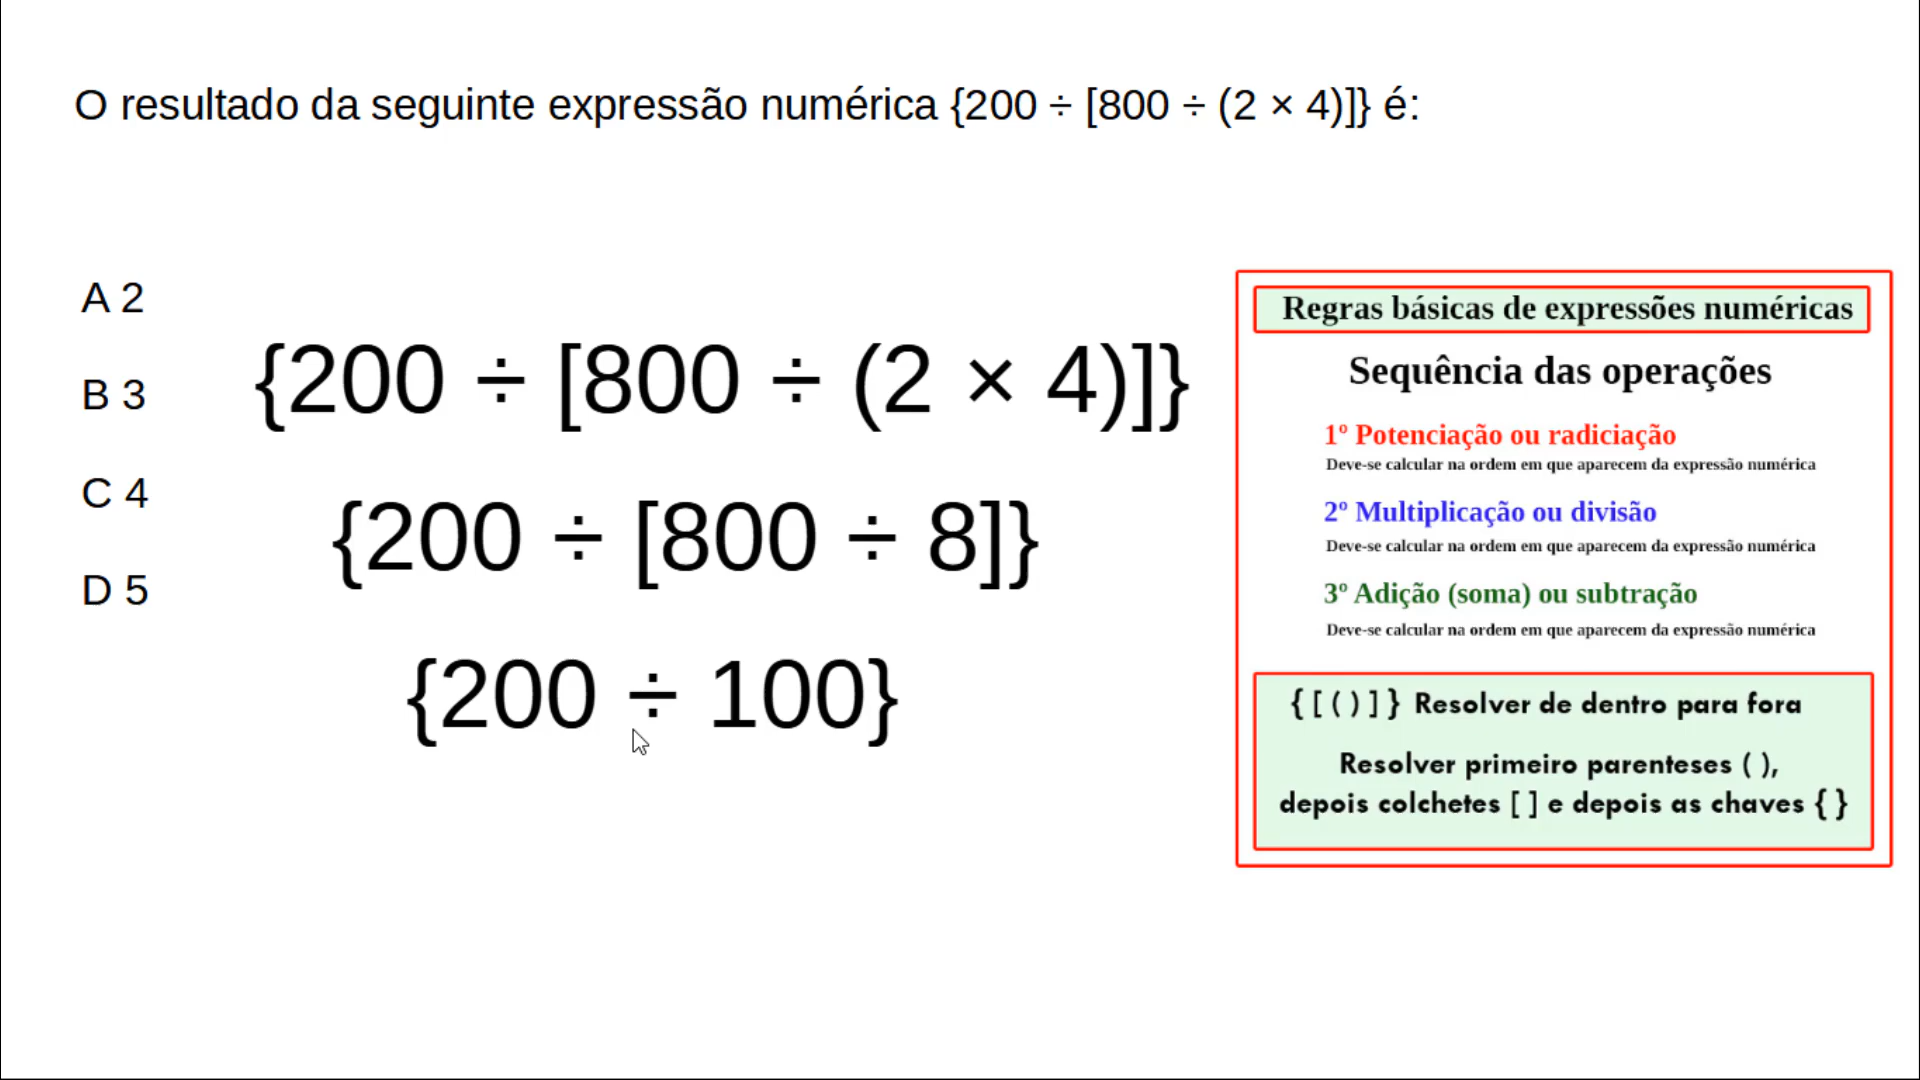 O resultado da seguinte expressão numérica {200 ÷ [800 ÷ (2 × 4)]} é:
A 2
B 3
C 4
D 5
{200 ÷ [800 ÷ (2 × 4)]}
{200 ÷ [800 ÷ 8]}
{200 ÷ 100}
Regras básicas de expressões numéricas
Sequência das operações
1º Potenciação ou radiciação
Deve-se calcular na ordem em que aparecem da expressão numérica
2º Multiplicação ou divisão
Deve-se calcular na ordem em que aparecem da expressão numérica
3º Adição (soma) ou subtração
Deve-se calcular na ordem em que aparecem da expressão numérica
{ [ ( ) ] } Resolver de dentro para fora
Resolver primeiro parenteses ( ),
depois colchetes [ ] e depois as chaves { }